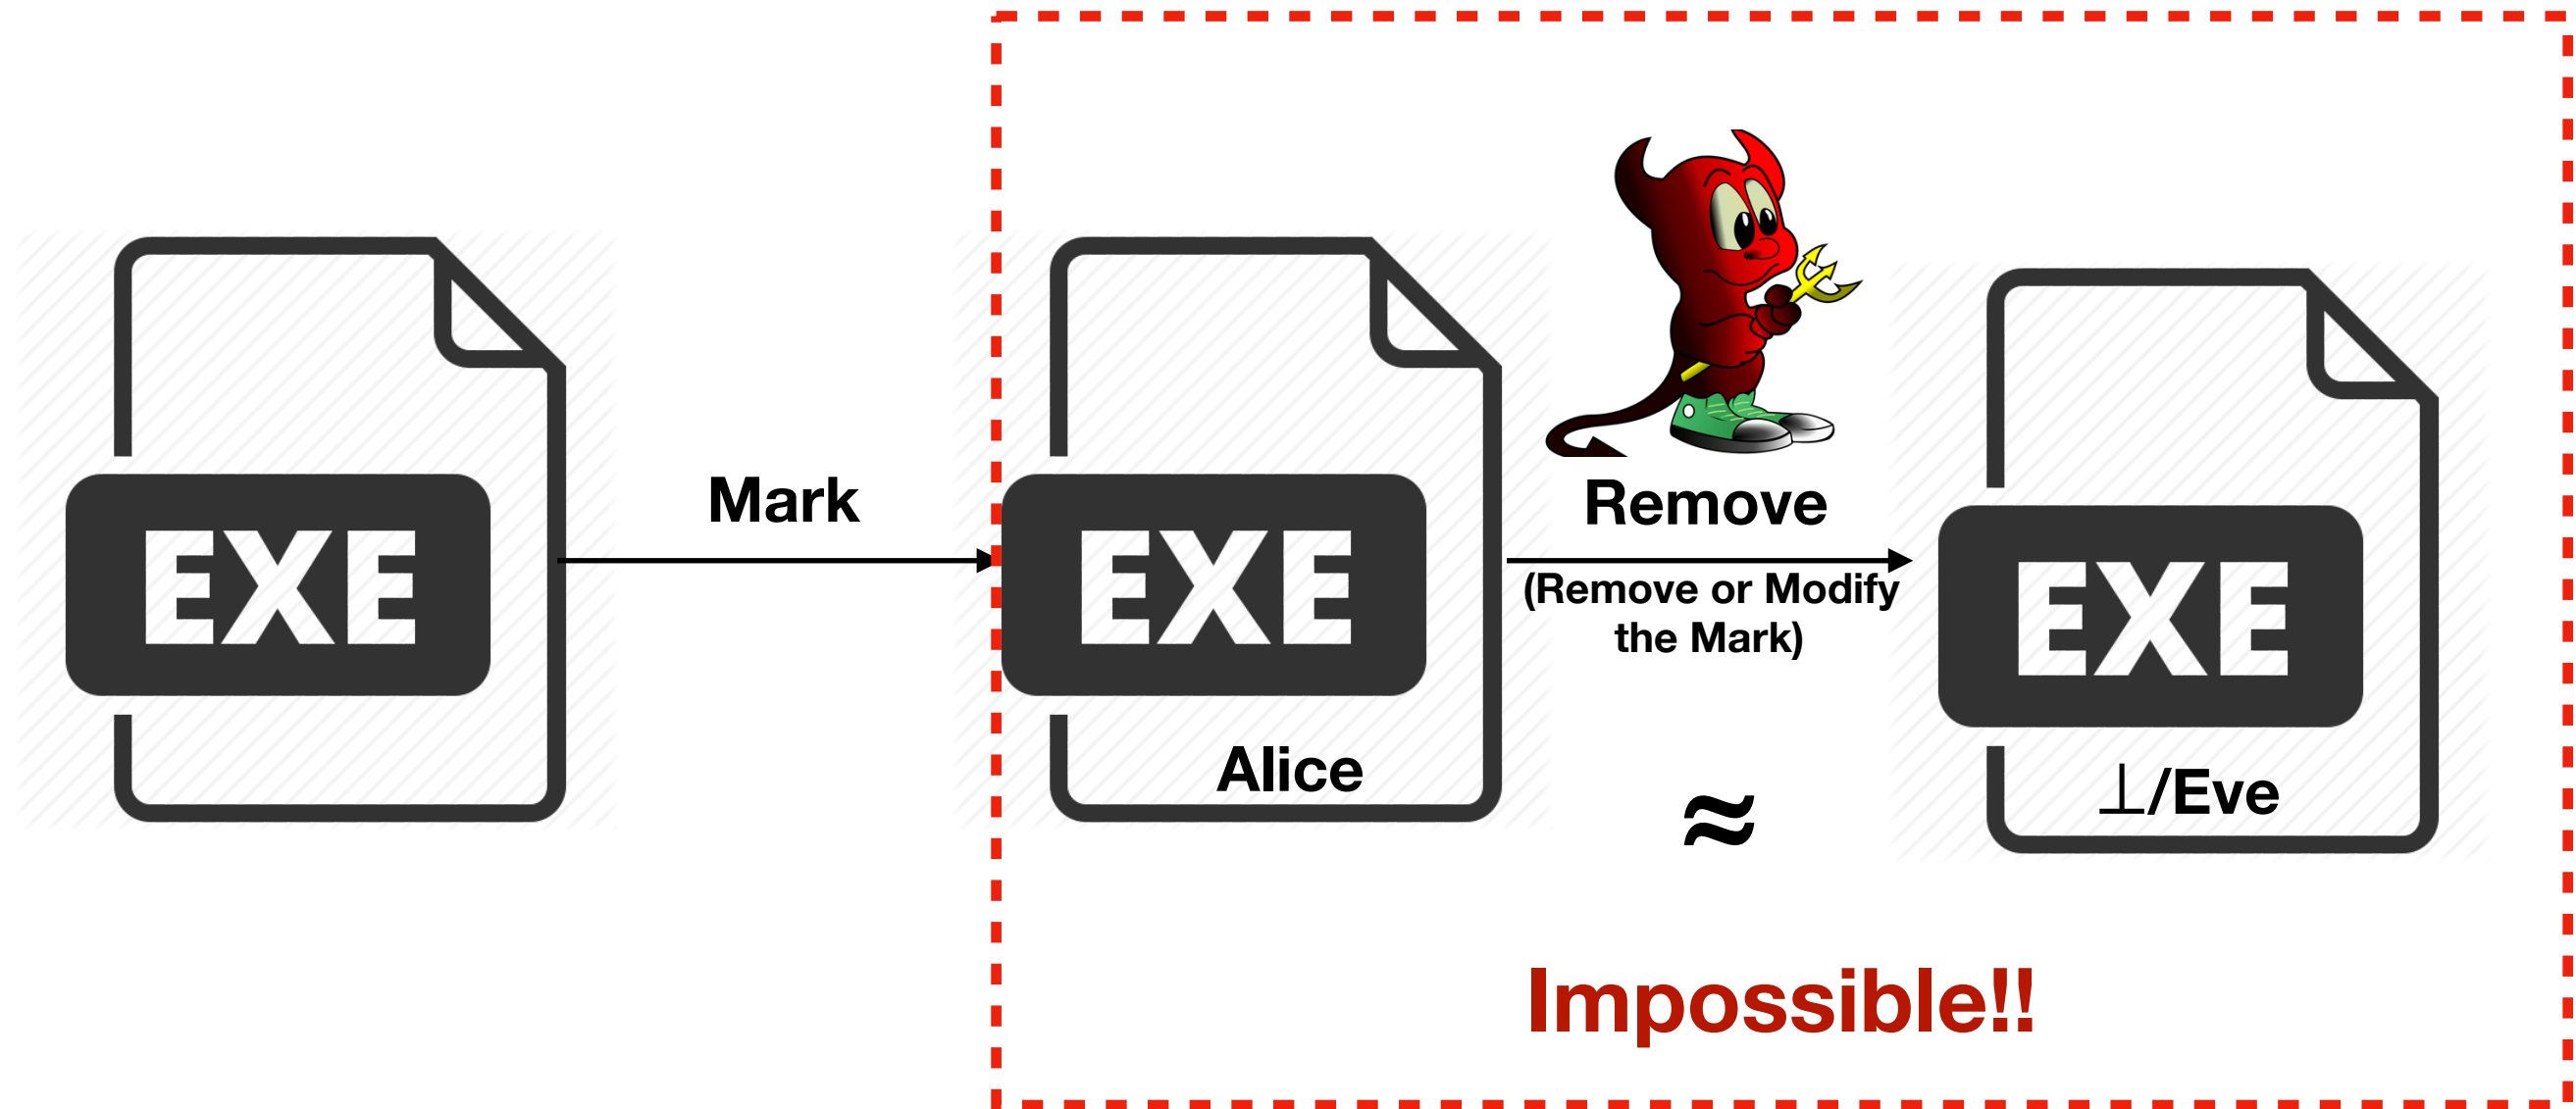 EXE
Mark
EXE
Alice
Remove
(Remove or Modify
the Mark)
≈
EXE
⊥/Eve
Impossible!!